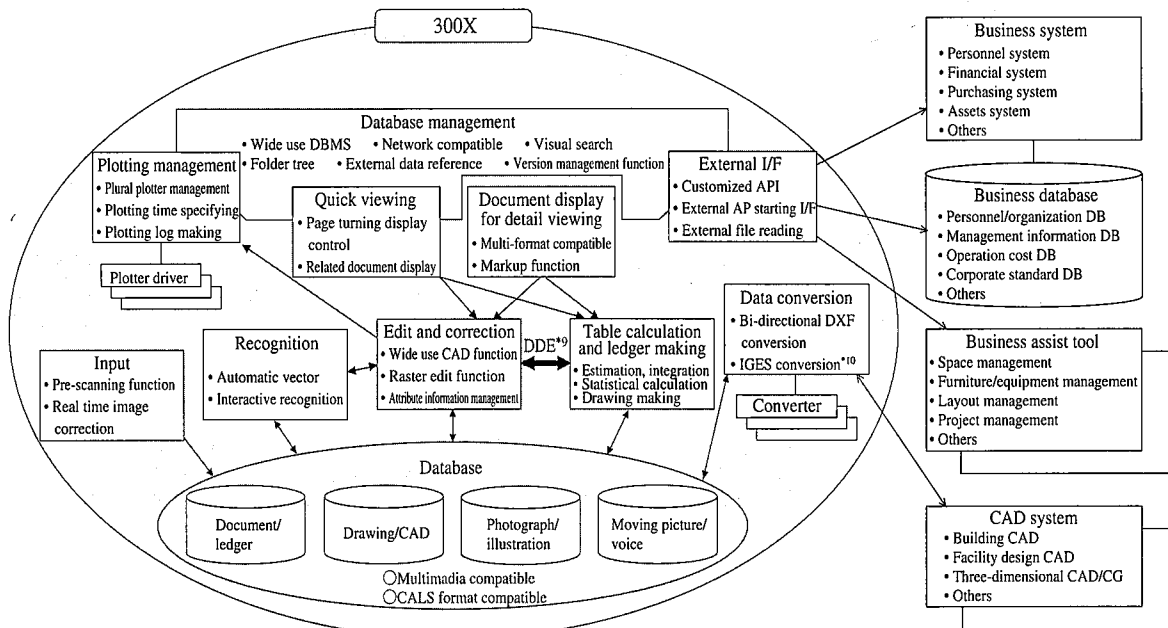 300X
Database management
• Wide use DBMS • Network compatible • Visual search
• Folder tree • External data reference • Version management function
Plotting management
• Plural plotter management
• Plotting time specifying
• Plotting log making
Plotter driver
Quick viewing
• Page turning display
control
• Related document display
Document display
for detail viewing
• Multi-format compatible
• Markup function
External I/F
• Customized API
• External AP starting I/F
• External file reading
Input
• Pre-scanning function
• Real time image
correction
Recognition
• Automatic vector
• Interactive recognition
Edit and correction
• Wide use CAD function
• Raster edit function
• Attribute information management
DDE*9
Table calculation
and ledger making
• Estimation, integration
• Statistical calculation
• Drawing making
Data conversion
• Bi-directional DXF
conversion
• IGES conversion*10
Converter
Database
Document/
ledger
Drawing/CAD
Photograph/
illustration
Moving picture/
voice
○Multimadia compatible
○CALS format compatible
Business system
• Personnel system
• Financial system
• Purchasing system
• Assets system
• Others
Business database
• Personnel/organization DB
• Management information DB
• Operation cost DB
• Corporate standard DB
• Others
Business assist tool
• Space management
• Furniture/equipment management
• Layout management
• Project management
• Others
CAD system
• Building CAD
• Facility design CAD
• Three-dimensional CAD/CG
• Others